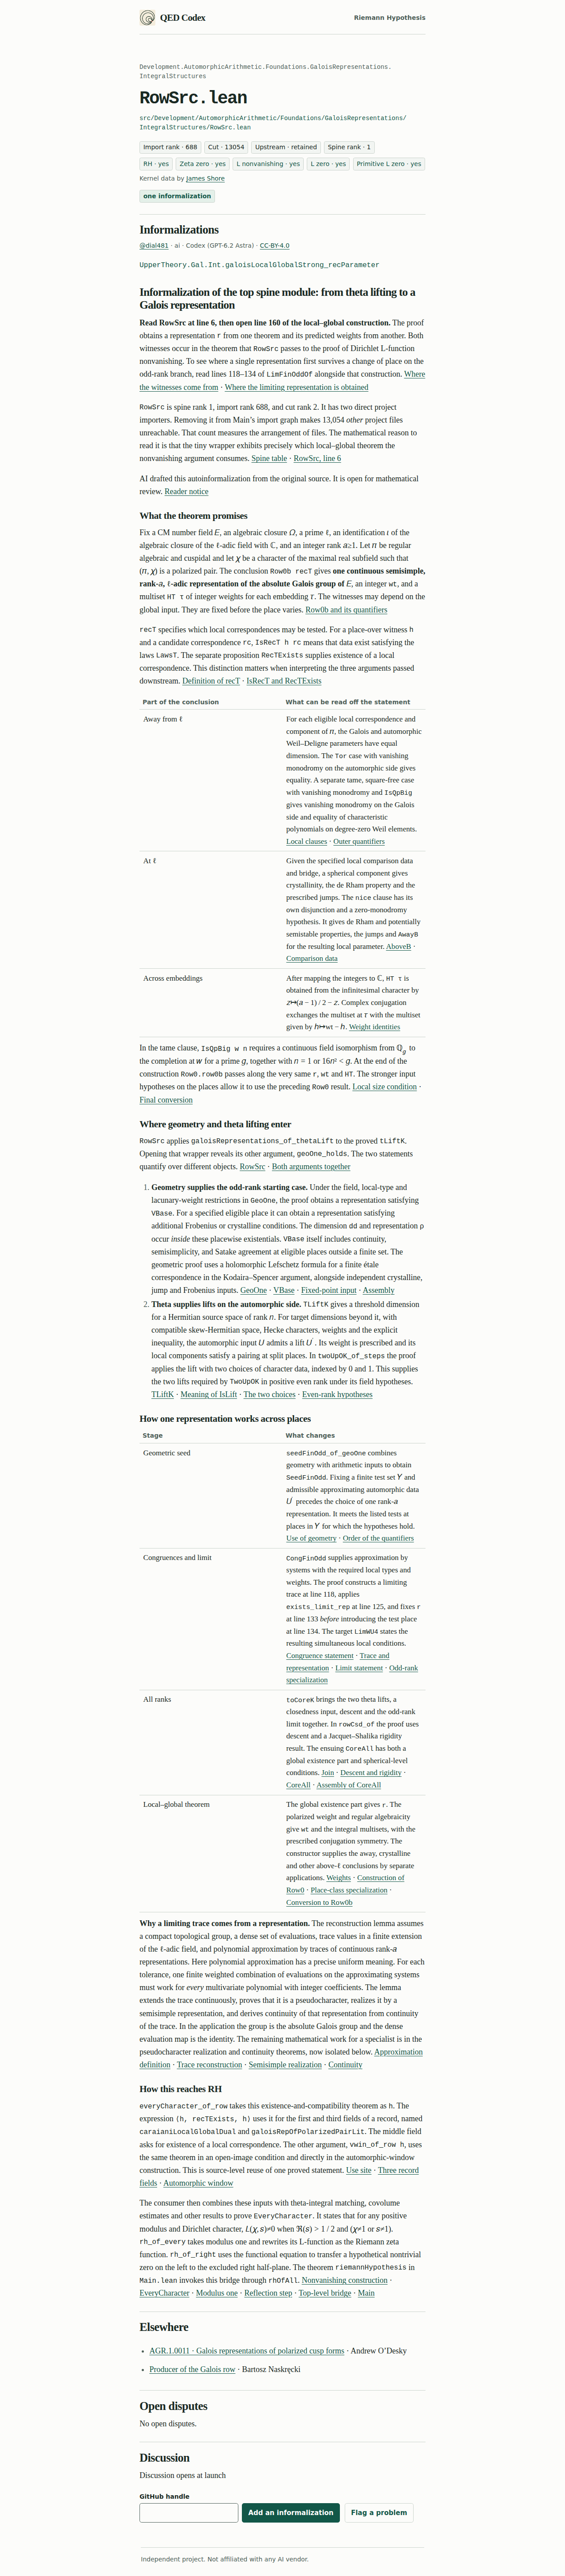 QED Codex
Riemann Hypothesis
Development.AutomorphicArithmetic.Foundations.GaloisRepresentations.
IntegralStructures
RowSrc.lean
src/Development/AutomorphicArithmetic/Foundations/GaloisRepresentations/
IntegralStructures/RowSrc.lean
Import rank · 688 Cut · 13054 Upstream · retained Spine rank · 1
RH · yes Zeta zero · yes L nonvanishing · yes L zero · yes Primitive L zero · yes
Kernel data by James Shore
one informalization
Informalizations
@dial481 · ai · Codex (GPT-6.2 Astra) · CC-BY-4.0
UpperTheory.Gal.Int.galoisLocalGlobalStrong_recParameter
Informalization of the top spine module: from theta lifting to a
Galois representation
Read RowSrc at line 6, then open line 160 of the local–global construction. The proof
obtains a representation r from one theorem and its predicted weights from another. Both
witnesses occur in the theorem that RowSrc passes to the proof of Dirichlet L-function
nonvanishing. To see where a single representation first survives a change of place on the
odd-rank branch, read lines 118–134 of LimFinOddOf alongside that construction. Where
the witnesses come from · Where the limiting representation is obtained
RowSrc is spine rank 1, import rank 688, and cut rank 2. It has two direct project
importers. Removing it from Main's import graph makes 13,054 other project files
unreachable. That count measures the arrangement of files. The mathematical reason to
read it is that the tiny wrapper exhibits precisely which local–global theorem the
nonvanishing argument consumes. Spine table · RowSrc, line 6
AI drafted this autoinformalization from the original source. It is open for mathematical
review. Reader notice
What the theorem promises
Fix a CM number field E, an algebraic closure Ω, a prime ℓ, an identification ι of the
algebraic closure of the ℓ-adic field with ℂ, and an integer rank a≥1. Let π be regular
algebraic and cuspidal and let χ be a character of the maximal real subfield such that
(π, χ) is a polarized pair. The conclusion Row0b recT gives one continuous semisimple,
rank-a, ℓ-adic representation of the absolute Galois group of E, an integer wt, and a
multiset HT τ of integer weights for each embedding τ. The witnesses may depend on the
global input. They are fixed before the place varies. Row0b and its quantifiers
recT specifies which local correspondences may be tested. For a place-over witness h
and a candidate correspondence rc, IsRecT h rc means that data exist satisfying the
laws LawsT. The separate proposition RecTExists supplies existence of a local
correspondence. This distinction matters when interpreting the three arguments passed
downstream. Definition of recT · IsRecT and RecTExists
Part of the conclusion What can be read off the statement
Away from ℓ
For each eligible local correspondence and
component of π, the Galois and automorphic
Weil–Deligne parameters have equal
dimension. The Tor case with vanishing
monodromy on the automorphic side gives
equality. A separate tame, square-free case
with vanishing monodromy and IsQpBig
gives vanishing monodromy on the Galois
side and equality of characteristic
polynomials on degree-zero Weil elements.
Local clauses · Outer quantifiers
At ℓ
Given the specified local comparison data
and bridge, a spherical component gives
crystallinity, the de Rham property and the
prescribed jumps. The nice clause has its
own disjunction and a zero-monodromy
hypothesis. It gives de Rham and potentially
semistable properties, the jumps and AwayB
for the resulting local parameter. AboveB ·
Comparison data
Across embeddings
After mapping the integers to ℂ, HT τ is
obtained from the infinitesimal character by
z↦(a − 1) / 2 − z. Complex conjugation
exchanges the multiset at τ with the multiset
given by h↦wt − h. Weight identities
In the tame clause, IsQpBig w n requires a continuous field isomorphism from ℚg to
the completion at w for a prime g, together with n = 1 or 16n² < g. At the end of the
construction Row0.row0b passes along the very same r, wt and HT. The stronger input
hypotheses on the places allow it to use the preceding Row0 result. Local size condition ·
Final conversion
Where geometry and theta lifting enter
RowSrc applies galoisRepresentations_of_thetaLift to the proved tLiftK.
Opening that wrapper reveals its other argument, geoOne_holds. The two statements
quantify over different objects. RowSrc · Both arguments together
1. Geometry supplies the odd-rank starting case. Under the field, local-type and
lacunary-weight restrictions in GeoOne, the proof obtains a representation satisfying
VBase. For a specified eligible place it can obtain a representation satisfying
additional Frobenius or crystalline conditions. The dimension dd and representation ρ
occur inside these placewise existentials. VBase itself includes continuity,
semisimplicity, and Satake agreement at eligible places outside a finite set. The
geometric proof uses a holomorphic Lefschetz formula for a finite étale
correspondence in the Kodaira–Spencer argument, alongside independent crystalline,
jump and Frobenius inputs. GeoOne · VBase · Fixed-point input · Assembly
2. Theta supplies lifts on the automorphic side. TLiftK gives a threshold dimension
for a Hermitian source space of rank n. For target dimensions beyond it, with
compatible skew-Hermitian space, Hecke characters, weights and the explicit
inequality, the automorphic input U admits a lift U′. Its weight is prescribed and its
local components satisfy a pairing at split places. In twoUpOK_of_steps the proof
applies the lift with two choices of character data, indexed by 0 and 1. This supplies
the two lifts required by TwoUpOK in positive even rank under its field hypotheses.
TLiftK · Meaning of IsLift · The two choices · Even-rank hypotheses
How one representation works across places
Stage What changes
Geometric seed
seedFinOdd_of_geoOne combines
geometry with arithmetic inputs to obtain
SeedFinOdd. Fixing a finite test set Y and
admissible approximating automorphic data
U′ precedes the choice of one rank-a
representation. It meets the listed tests at
places in Y for which the hypotheses hold.
Use of geometry · Order of the quantifiers
Congruences and limit
CongFinOdd supplies approximation by
systems with the required local types and
weights. The proof constructs a limiting
trace at line 118, applies
exists_limit_rep at line 125, and fixes r
at line 133 before introducing the test place
at line 134. The target LimWU4 states the
resulting simultaneous local conditions.
Congruence statement · Trace and
representation · Limit statement · Odd-rank
specialization
All ranks
toCoreK brings the two theta lifts, a
closedness input, descent and the odd-rank
limit together. In rowCsd_of the proof uses
descent and a Jacquet–Shalika rigidity
result. The ensuing CoreAll has both a
global existence part and spherical-level
conditions. Join · Descent and rigidity ·
CoreAll · Assembly of CoreAll
Local–global theorem
The global existence part gives r. The
polarized weight and regular algebraicity
give wt and the integral multisets, with the
prescribed conjugation symmetry. The
constructor supplies the away, crystalline
and other above-ℓ conclusions by separate
applications. Weights · Construction of
Row0 · Place-class specialization ·
Conversion to Row0b
Why a limiting trace comes from a representation. The reconstruction lemma assumes
a compact topological group, a dense set of evaluations, trace values in a finite extension
of the ℓ-adic field, and polynomial approximation by traces of continuous rank-a
representations. Here polynomial approximation has a precise uniform meaning. For each
tolerance, one finite weighted combination of evaluations on the approximating systems
must work for every multivariate polynomial with integer coefficients. The lemma
extends the trace continuously, proves that it is a pseudocharacter, realizes it by a
semisimple representation, and derives continuity of that representation from continuity
of the trace. In the application the group is the absolute Galois group and the dense
evaluation map is the identity. The remaining mathematical work for a specialist is in the
pseudocharacter realization and continuity theorems, now isolated below. Approximation
definition · Trace reconstruction · Semisimple realization · Continuity
How this reaches RH
everyCharacter_of_row takes this existence-and-compatibility theorem as h. The
expression ⟨h, recTExists, h⟩ uses it for the first and third fields of a record, named
caraianiLocalGlobalDual and galoisRepOfPolarizedPairLit. The middle field
asks for existence of a local correspondence. The other argument, vwin_of_row h, uses
the same theorem in an open-image condition and directly in the automorphic-window
construction. This is source-level reuse of one proved statement. Use site · Three record
fields · Automorphic window
The consumer then combines these inputs with theta-integral matching, covolume
estimates and other results to prove EveryCharacter. It states that for any positive
modulus and Dirichlet character, L(χ,s)≠0 when ℜ(s) > 1 / 2 and (χ≠1 or s≠1).
rh_of_every takes modulus one and rewrites its L-function as the Riemann zeta
function. rh_of_right uses the functional equation to transfer a hypothetical nontrivial
zero on the left to the excluded right half-plane. The theorem riemannHypothesis in
Main.lean invokes this bridge through rhOfAll. Nonvanishing construction ·
EveryCharacter · Modulus one · Reflection step · Top-level bridge · Main
Elsewhere
• AGR.1.0011 · Galois representations of polarized cusp forms · Andrew O'Desky
• Producer of the Galois row · Bartosz Naskręcki
Open disputes
No open disputes.
Discussion
Discussion opens at launch
GitHub handle
Add an informalization Flag a problem
Independent project. Not affiliated with any AI vendor.